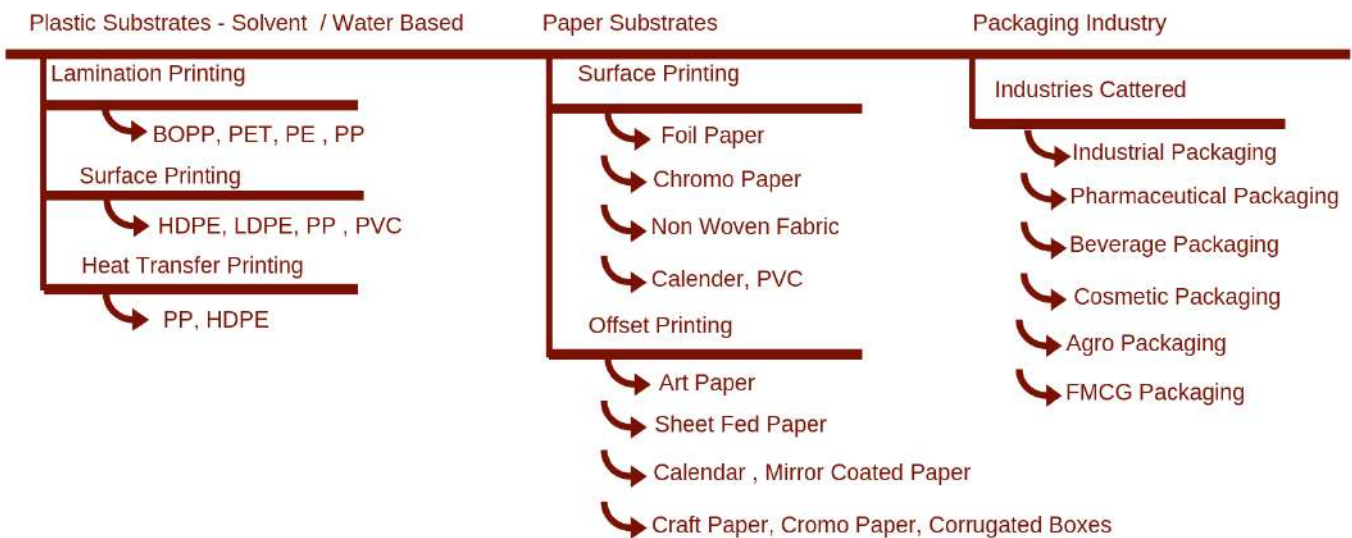 Plastic Substrates - Solvent / Water Based
Lamination Printing
BOPP, PET, PE , PP
Surface Printing
HDPE, LDPE, PP , PVC
Heat Transfer Printing
PP, HDPE
Paper Substrates
Surface Printing
Foil Paper
Chromo Paper
Non Woven Fabric
Calender, PVC
Offset Printing
Art Paper
Sheet Fed Paper
Calendar , Mirror Coated Paper
Craft Paper, Cromo Paper, Corrugated Boxes
Packaging Industry
Industries Cattered
Industrial Packaging
Pharmaceutical Packaging
Beverage Packaging
Cosmetic Packaging
Agro Packaging
FMCG Packaging